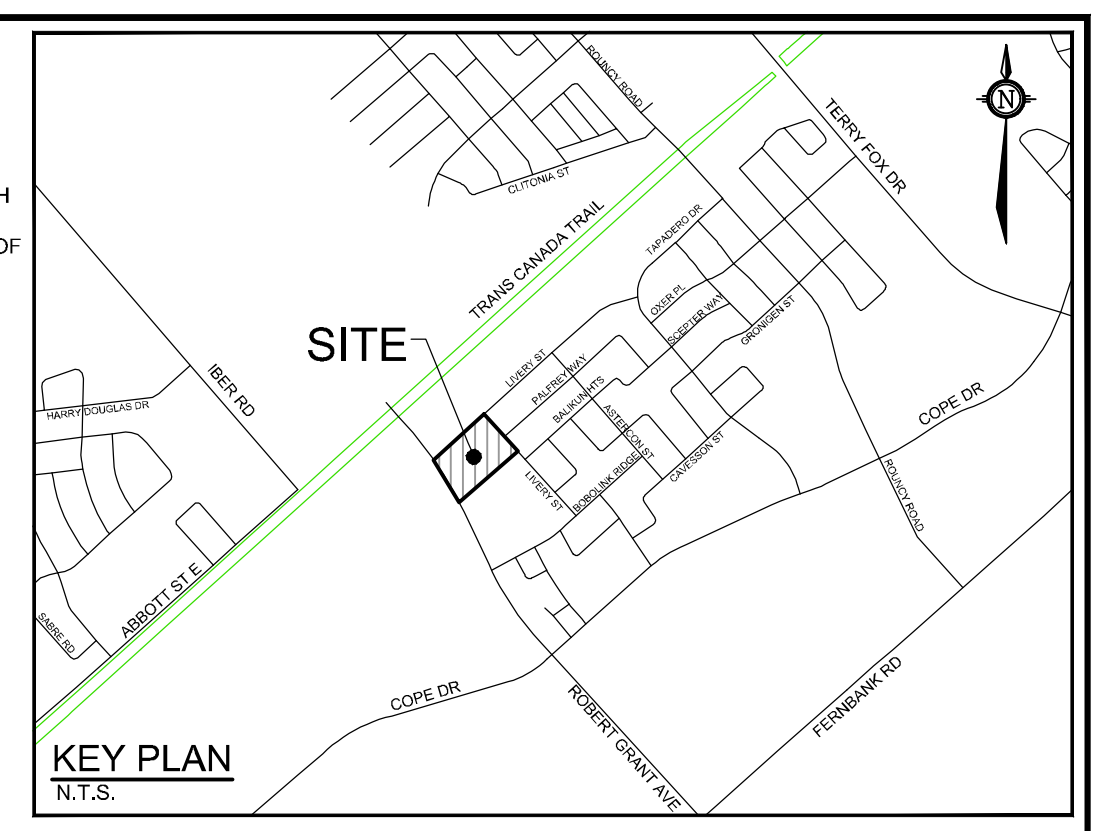 ROUNCY ROAD
N
TERRY FOX DR
H
CLITONIA ST
OF
TRANS CANADA TRAIL
TAPADERO DR
OXER PL
SCEPTER WAY
GRONIGEN ST
SITE
LIVERY ST
PALFREY WAY
BALIKUN HTS
IBER RD
HARRY DOUGLAS DR
ASTERCON ST
COPE DR
CAVESSON ST
BOBOLINK RIDGE
LIVERY ST
ROUNCY ROAD
ABBOTT ST E
SABRE RD
COPE DR
ROBERT GRANT AVE
FERNBANK RD
KEY PLAN
N.T.S.